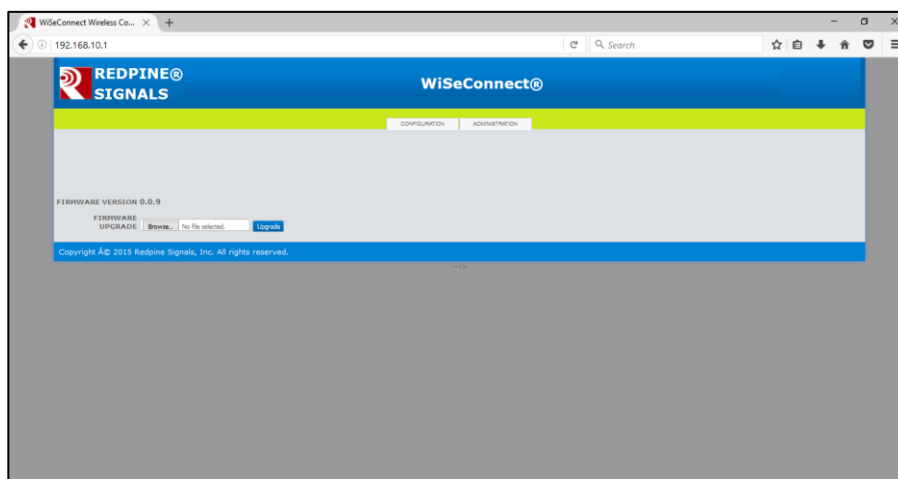 WiSeConnect Wireless Co...
192.168.10.1
Search
REDPINE®
SIGNALS
WiSeConnect®
CONFIGURATION ADMINISTRATION
FIRMWARE VERSION 0.0.9
FIRMWARE
UPGRADE Browse... No file selected. Upgrade
Copyright Â© 2015 Redpine Signals, Inc. All rights reserved.
--!>